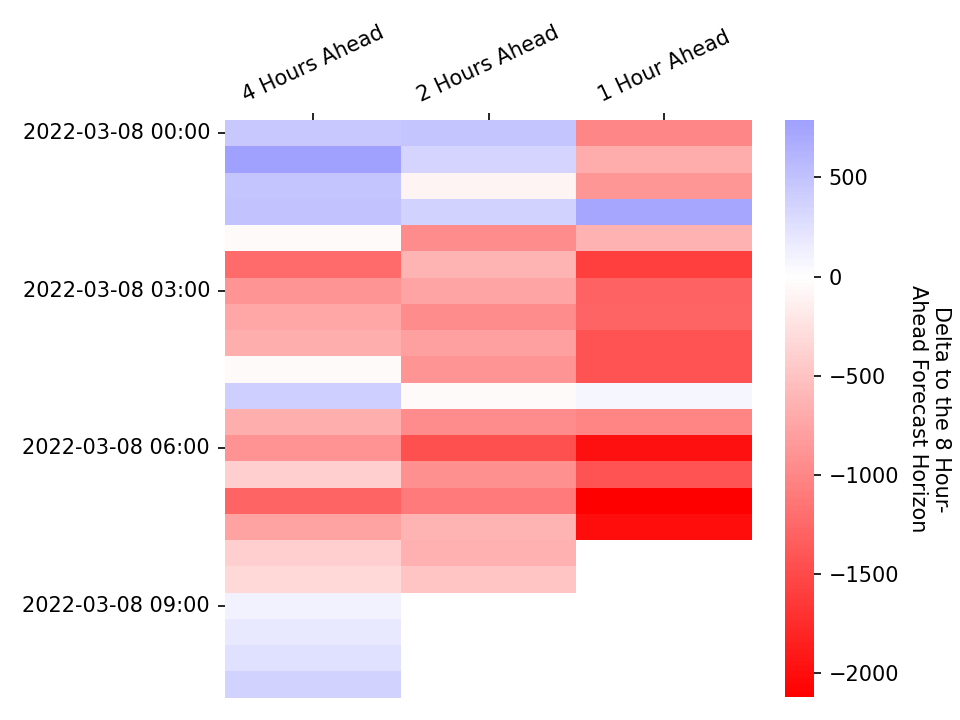 4 Hours Ahead
2 Hours Ahead
1 Hour Ahead
2022-03-08 00:00
2022-03-08 03:00
2022-03-08 06:00
2022-03-08 09:00
500
0
−500
−1000
−1500
−2000
Delta to the 8 Hour-
Ahead Forecast Horizon